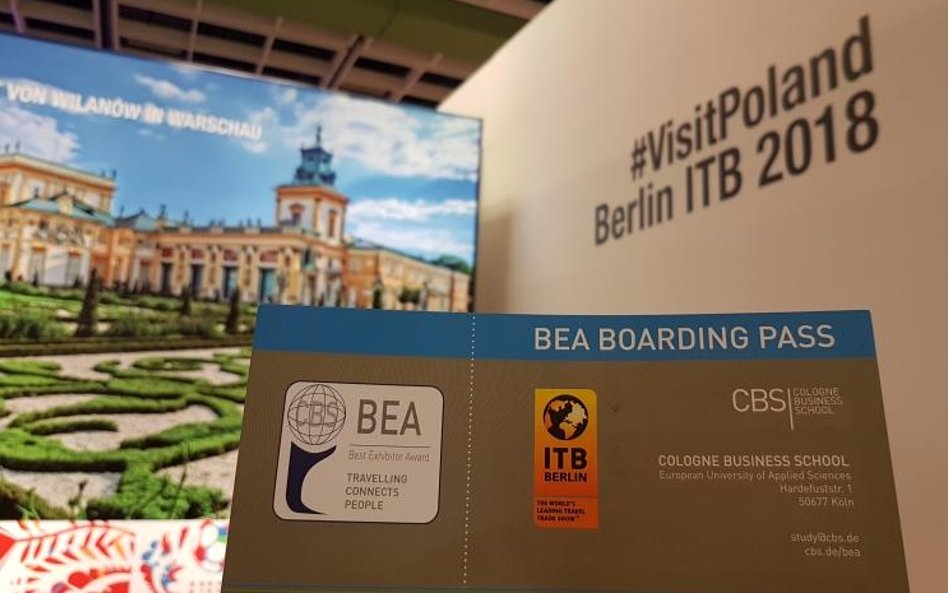 VON WILANÓW IN WARSCHAU
#VisitPoland
Berlin ITB 2018
BEA BOARDING PASS
CBS
BEA
Best Exhibitor Award
TRAVELLING
CONNECTS
PEOPLE
ITB
BERLIN
THE WORLD'S
LEADING TRAVEL
TRADE SHOW
CBS
COLOGNE
BUSINESS
SCHOOL
COLOGNE BUSINESS SCHOOL
European University of Applied Sciences
Hardefuststr. 1
50677 Köln
study@cbs.de
cbs.de/bea